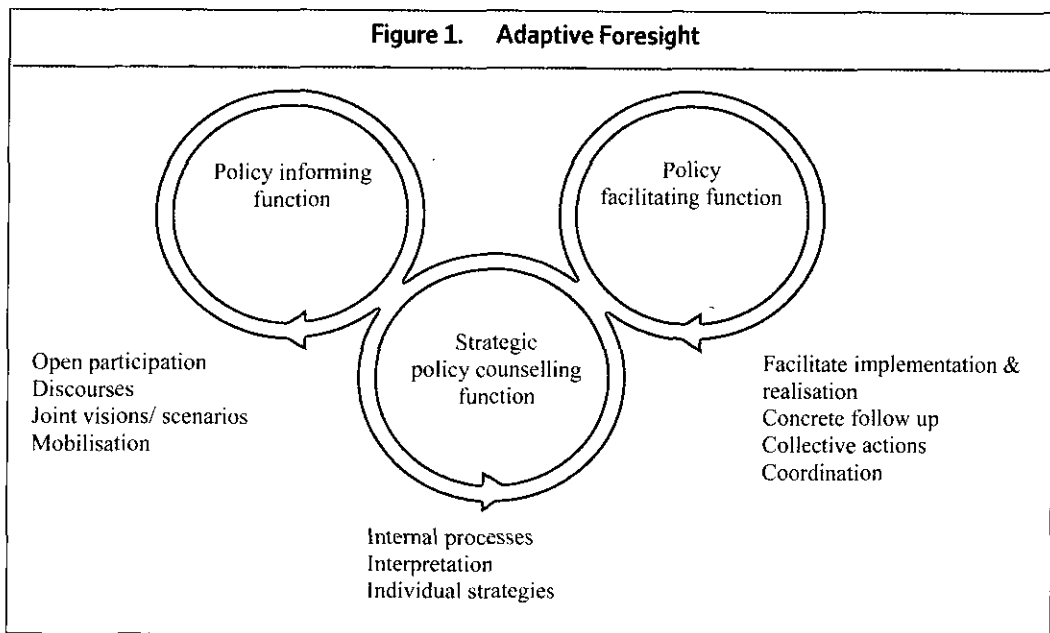 Figure 1. Adaptive Foresight
Policy informing
function
Policy
facilitating function
Strategic
policy counselling
function
Open participation
Discourses
Joint visions/ scenarios
Mobilisation
Facilitate implementation &
realisation
Concrete follow up
Collective actions
Coordination
Internal processes
Interpretation
Individual strategies